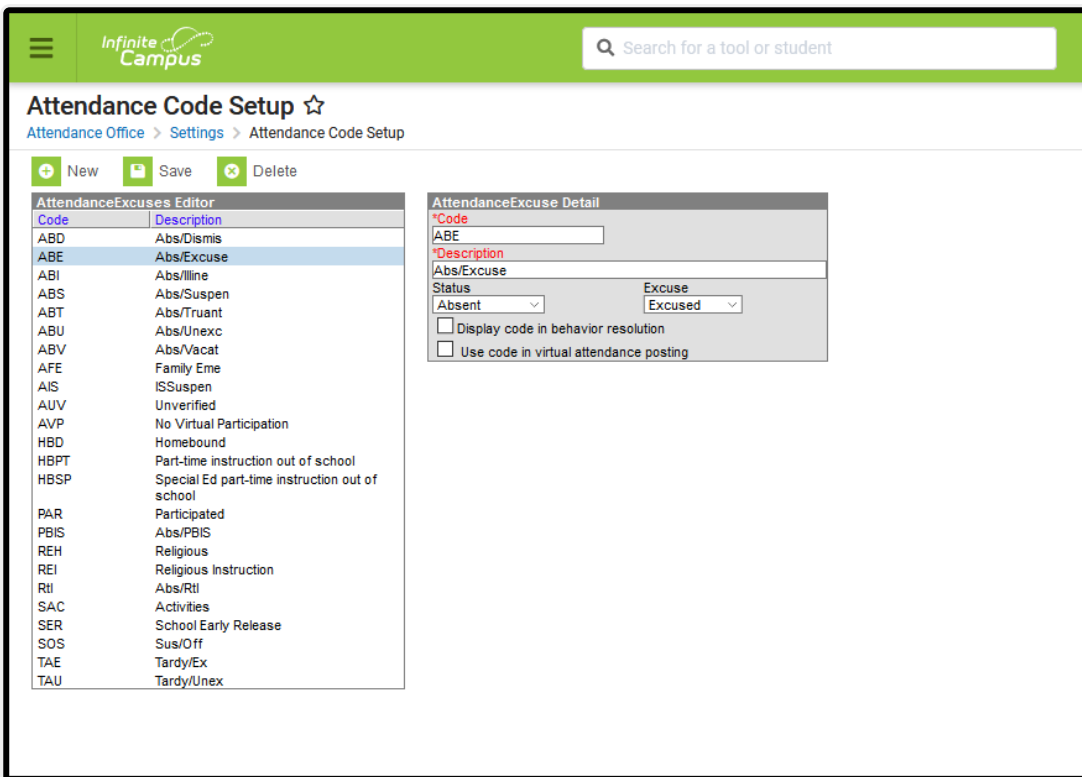 Infinite
Campus
Search for a tool or student
Attendance Code Setup
Attendance Office > Settings > Attendance Code Setup
New Save Delete
AttendanceExcuses Editor
Code Description
ABD Abs/Dismis
ABE Abs/Excuse
ABI Abs/Illine
ABS Abs/Suspen
ABT Abs/Truant
ABU Abs/Unexc
ABV Abs/Vacat
AFE Family Eme
AIS ISSuspen
AUV Unverified
AVP No Virtual Participation
HBD Homebound
HBPT Part-time instruction out of school
HBSP Special Ed part-time instruction out of
school
PAR Participated
PBIS Abs/PBIS
REH Religious
REI Religious Instruction
RtI Abs/RtI
SAC Activities
SER School Early Release
SOS Sus/Off
TAE Tardy/Ex
TAU Tardy/Unex
AttendanceExcuse Detail
*Code
ABE
*Description
Abs/Excuse
Status Excuse
Absent Excused
Display code in behavior resolution
Use code in virtual attendance posting